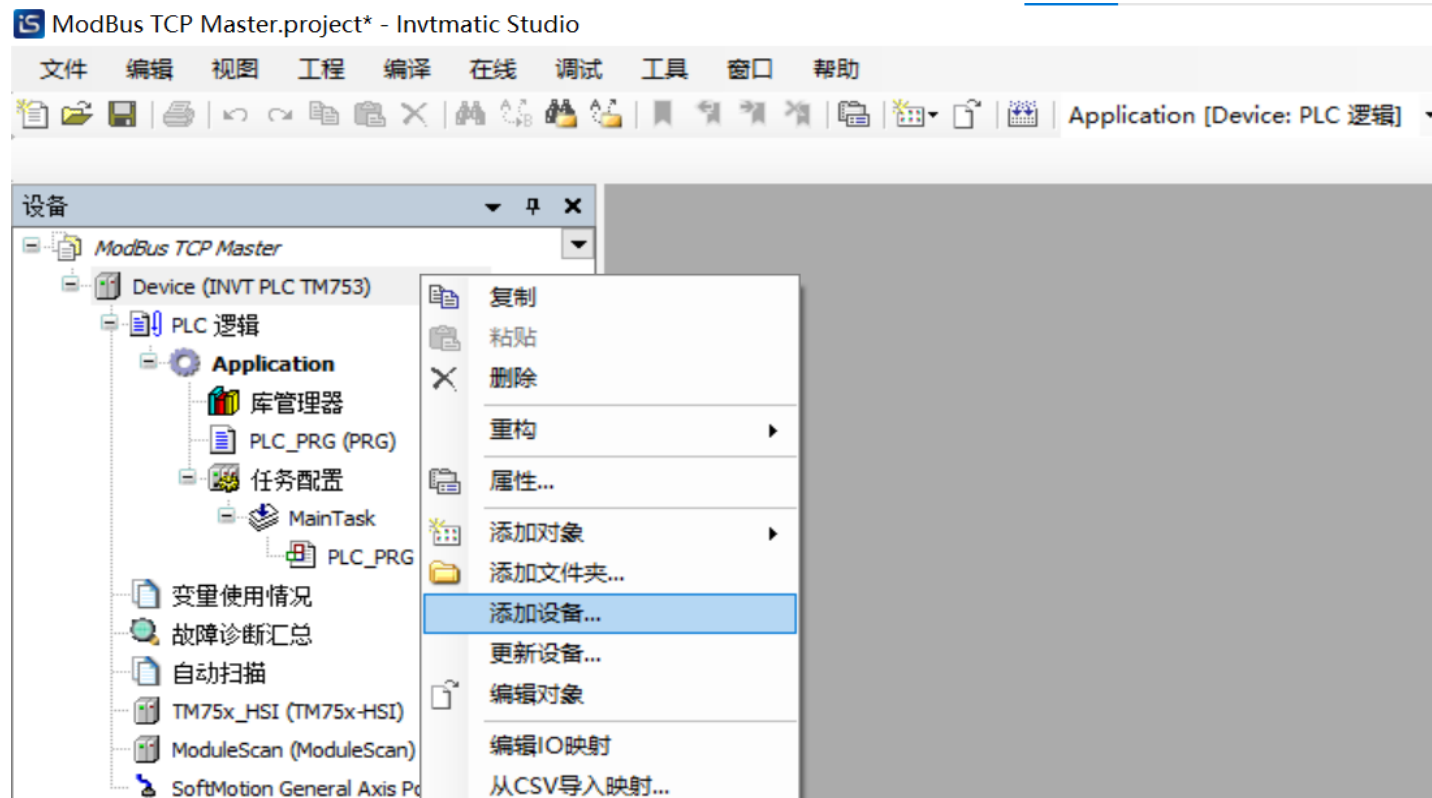 ModBus TCP Master.project* - Invtmatic Studio
文件 编辑 视图 工程 编译 在线 调试 工具 窗口 帮助
Application [Device: PLC 逻辑]
设备
ModBus TCP Master
Device (INVT PLC TM753)
PLC 逻辑
Application
库管理器
PLC_PRG (PRG)
任务配置
MainTask
PLC_PRG
变量使用情况
故障诊断汇总
自动扫描
TM75x_HSI (TM75x-HSI)
ModuleScan (ModuleScan)
SoftMotion General Axis
复制
粘贴
删除
重构
属性...
添加对象
添加文件夹...
添加设备...
更新设备...
编辑对象
编辑IO映射
从CSV导入映射...